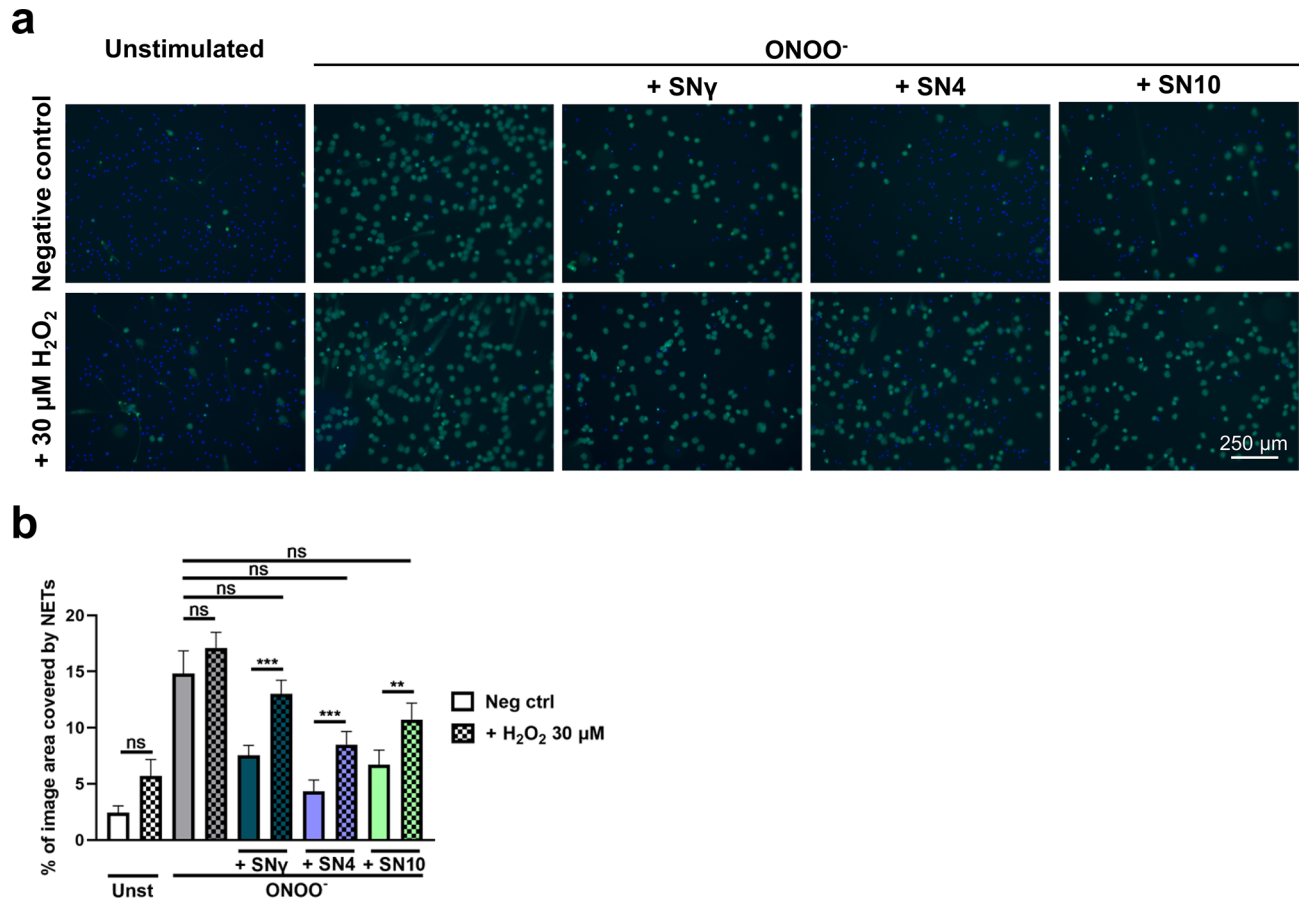 a
Unstimulated
ONOO⁻
+ SNγ
+ SN4
+ SN10
Negative control
+ 30 µM H₂O₂
250 µm
b
% of image area covered by NETs
20
15
10
5
0
ns
ns
ns
ns
ns
***
***
**
Neg ctrl
+ H₂O₂ 30 µM
+ SNγ
+ SN4
+ SN10
Unst
ONOO⁻